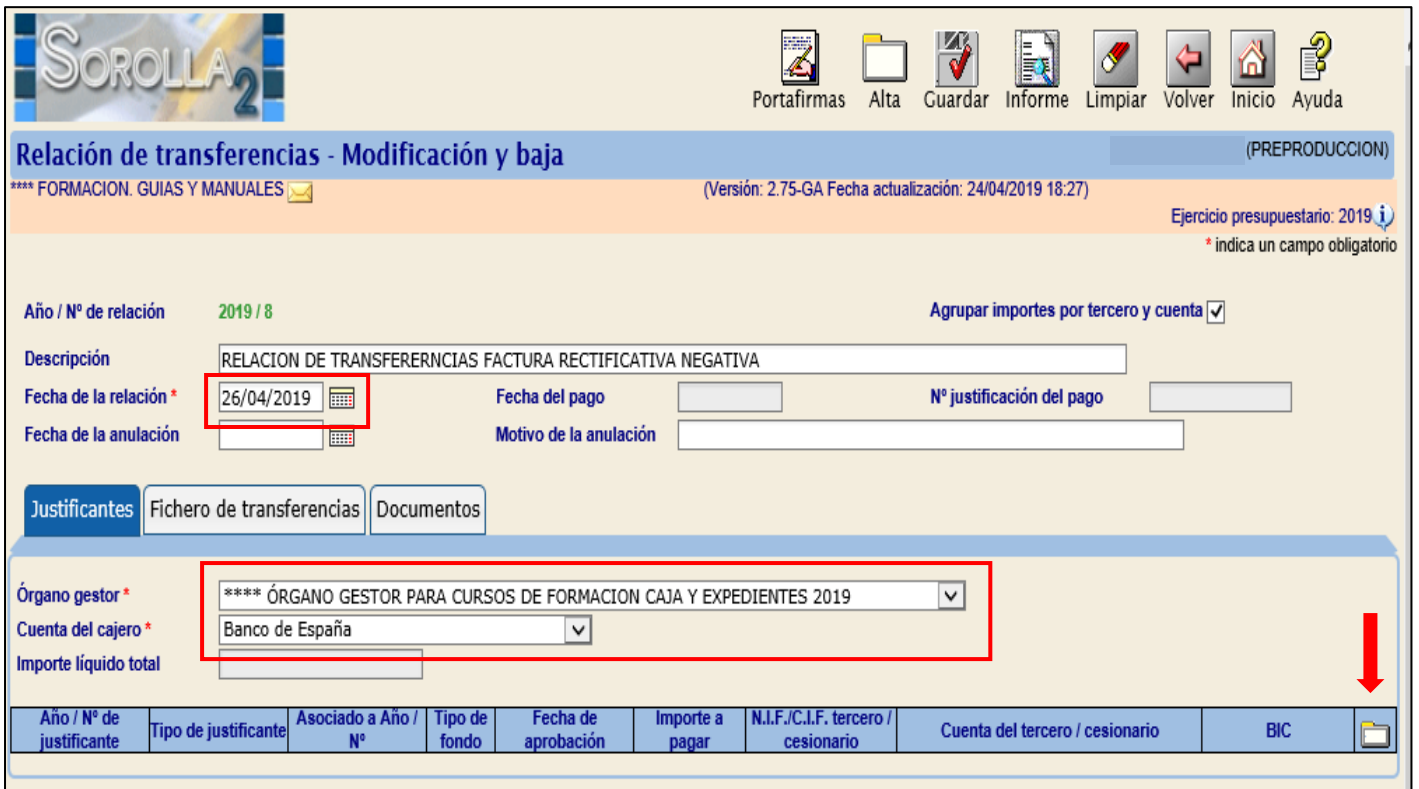 SOROLLA2
Portafirmas Alta Guardar Informe Limpiar Volver Inicio Ayuda
Relación de transferencias - Modificación y baja (PREPRODUCCION)
**** FORMACION. GUIAS Y MANUALES (Versión: 2.75-GA Fecha actualización: 24/04/2019 18:27)
Ejercicio presupuestario: 2019
* indica un campo obligatorio
Año / Nº de relación 2019 / 8 Agrupar importes por tercero y cuenta
Descripción RELACION DE TRANSFERERNCIAS FACTURA RECTIFICATIVA NEGATIVA
Fecha de la relación * 26/04/2019 Fecha del pago Nº justificación del pago
Fecha de la anulación Motivo de la anulación
Justificantes Fichero de transferencias Documentos
Órgano gestor * **** ÓRGANO GESTOR PARA CURSOS DE FORMACION CAJA Y EXPEDIENTES 2019
Cuenta del cajero * Banco de España
Importe líquido total
Año / Nº de justificante Tipo de justificante Asociado a Año / Nº Tipo de fondo Fecha de aprobación Importe a pagar N.I.F./C.I.F. tercero / cesionario Cuenta del tercero / cesionario BIC